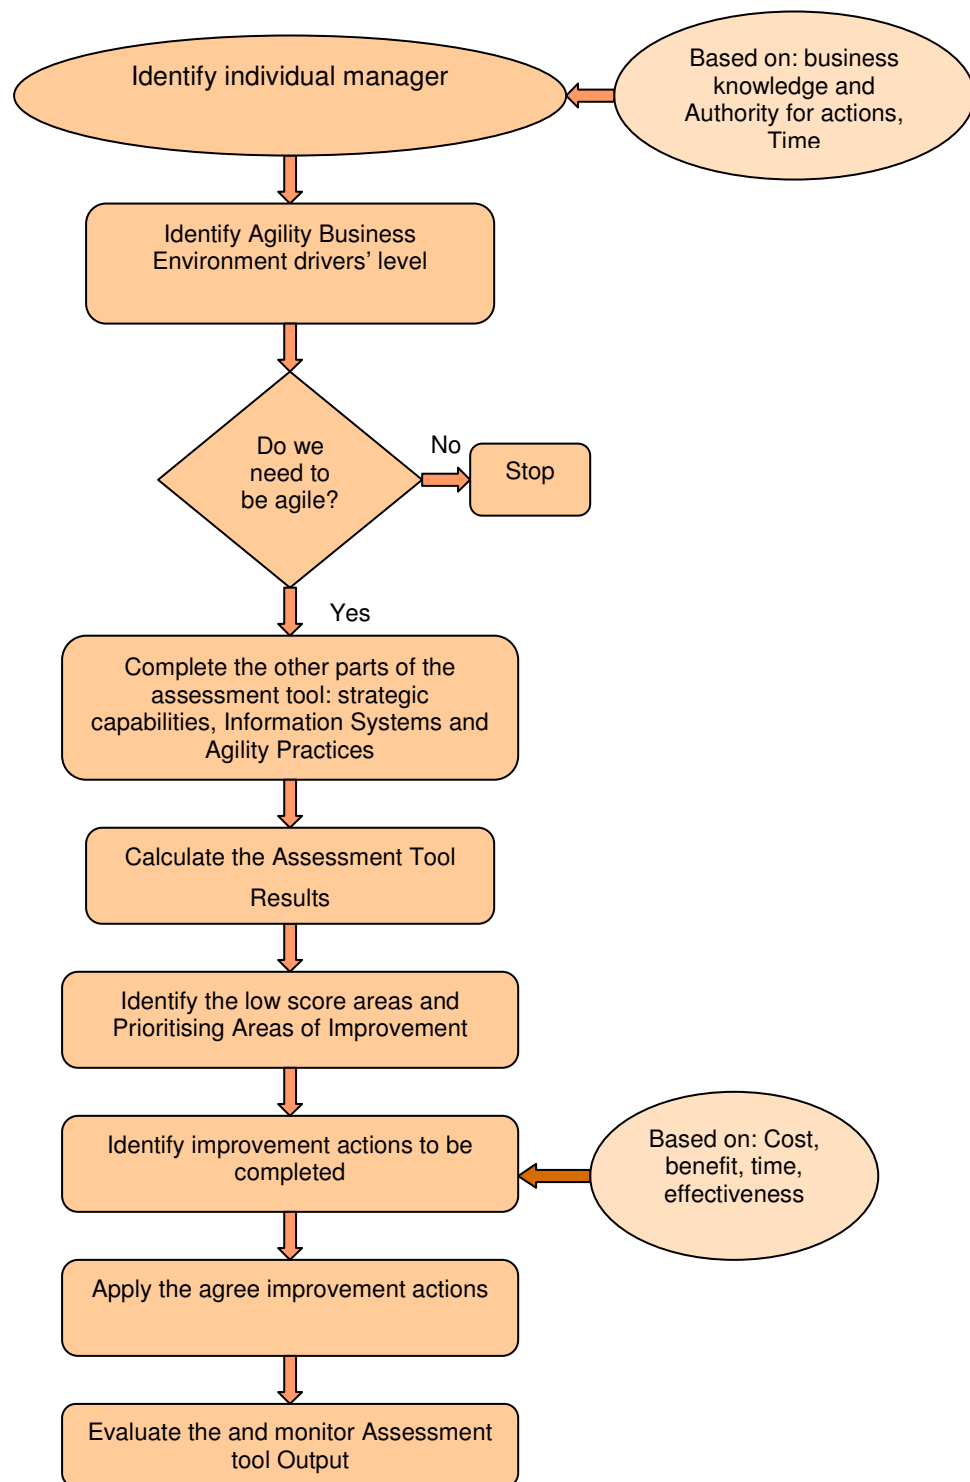 Identify individual manager
Based on: business
knowledge and
Authority for actions,
Time
Identify Agility Business
Environment drivers’ level
Do we
need to
be agile?
No
Stop
Yes
Complete the other parts of the
assessment tool: strategic
capabilities, Information Systems and
Agility Practices
Calculate the Assessment Tool
Results
Identify the low score areas and
Prioritising Areas of Improvement
Identify improvement actions to be
completed
Based on: Cost,
benefit, time,
effectiveness
Apply the agree improvement actions
Evaluate the and monitor Assessment
tool Output